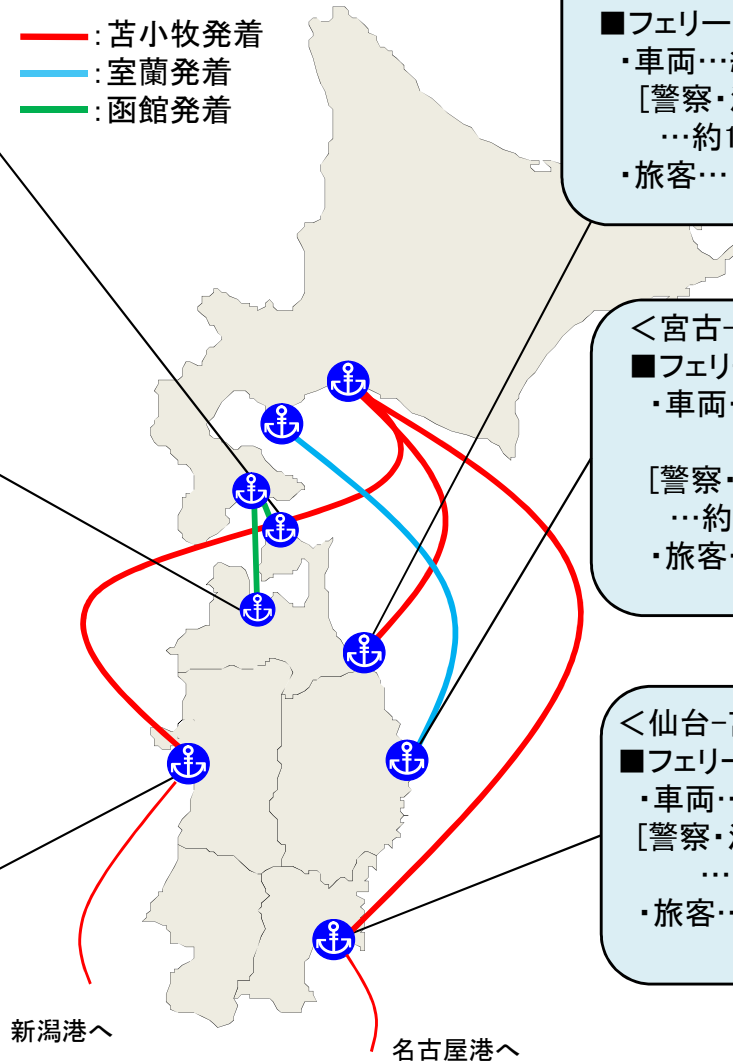 :苫小牧発着
:室蘭発着
:函館発着
■フェリー
・車両…
[警察・
…約1
・旅客…
<宮古-
■フェリ
・車両
[警察・
…約
・旅客
<仙台-
■フェリー
・車両…
[警察・
…
・旅客…
新潟港へ
名古屋港へ